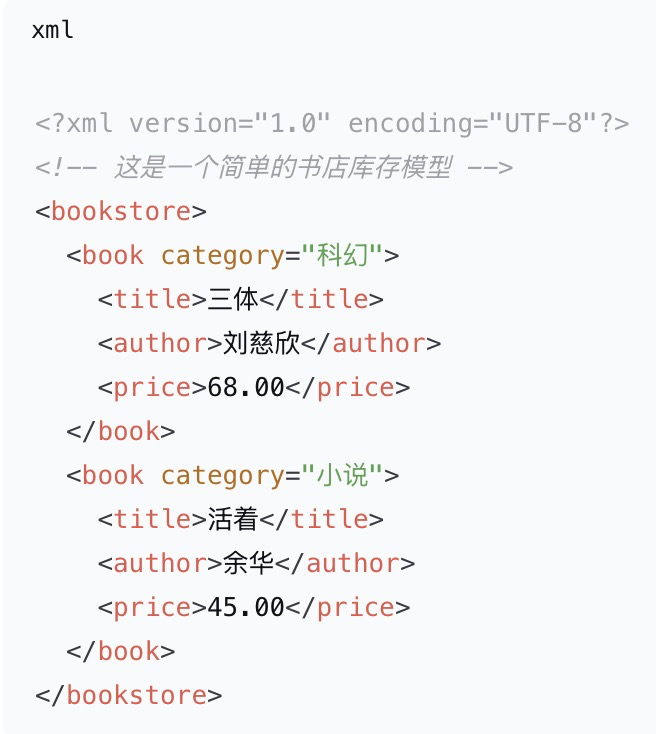 xml
<?xml version="1.0" encoding="UTF-8"?>
<!-- 这是一个简单的书店库存模型 -->
<bookstore>
  <book category="科幻">
    <title>三体</title>
    <author>刘慈欣</author>
    <price>68.00</price>
  </book>
  <book category="小说">
    <title>活着</title>
    <author>余华</author>
    <price>45.00</price>
  </book>
</bookstore>